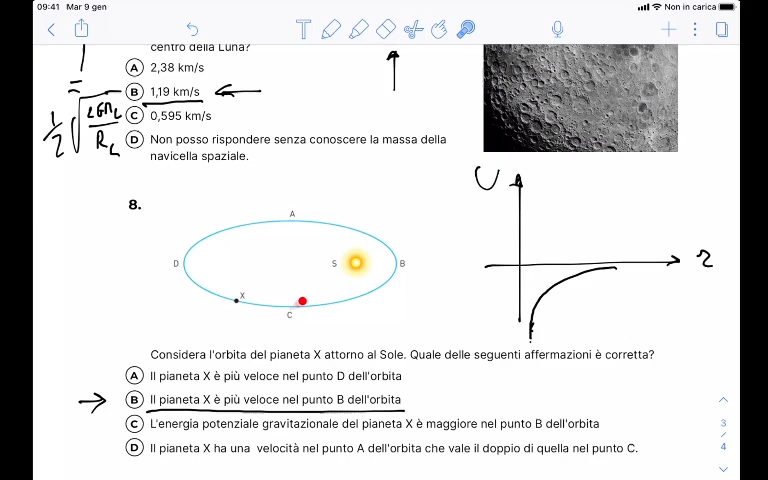 09:41 Mar 9 gen
Non in carica
T
centro della Luna?
A 2,38 km/s
B 1,19 km/s
C 0,595 km/s
D Non posso rispondere senza conoscere la massa della
navicella spaziale.
=
1/2 √
R_L
U
r
8.
A
D
S
B
X
C
Considera l'orbita del pianeta X attorno al Sole. Quale delle seguenti affermazioni è corretta?
A Il pianeta X è più veloce nel punto D dell'orbita
B Il pianeta X è più veloce nel punto B dell'orbita
C L'energia potenziale gravitazionale del pianeta X è maggiore nel punto B dell'orbita
D Il pianeta X ha una velocità nel punto A dell'orbita che vale il doppio di quella nel punto C.
3
/
4